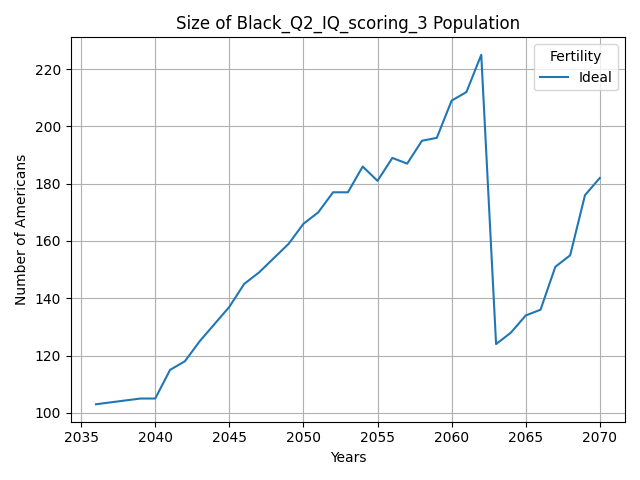 Size of Black_Q2_IQ_scoring_3 Population
Fertility
Ideal
Number of Americans
220
200
180
160
140
120
100
2035 2040 2045 2050 2055 2060 2065 2070
Years